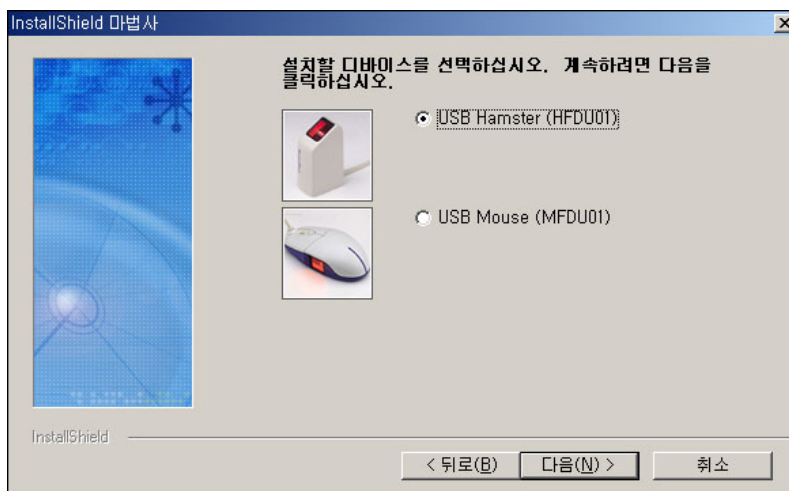 InstallShield 마법사
설치할 디바이스를 선택하십시오. 계속하려면 다음을
클릭하십시오.
USB Hamster (HFDU01)
USB Mouse (MFDU01)
InstallShield
< 뒤로(B) 다음(N) > 취소